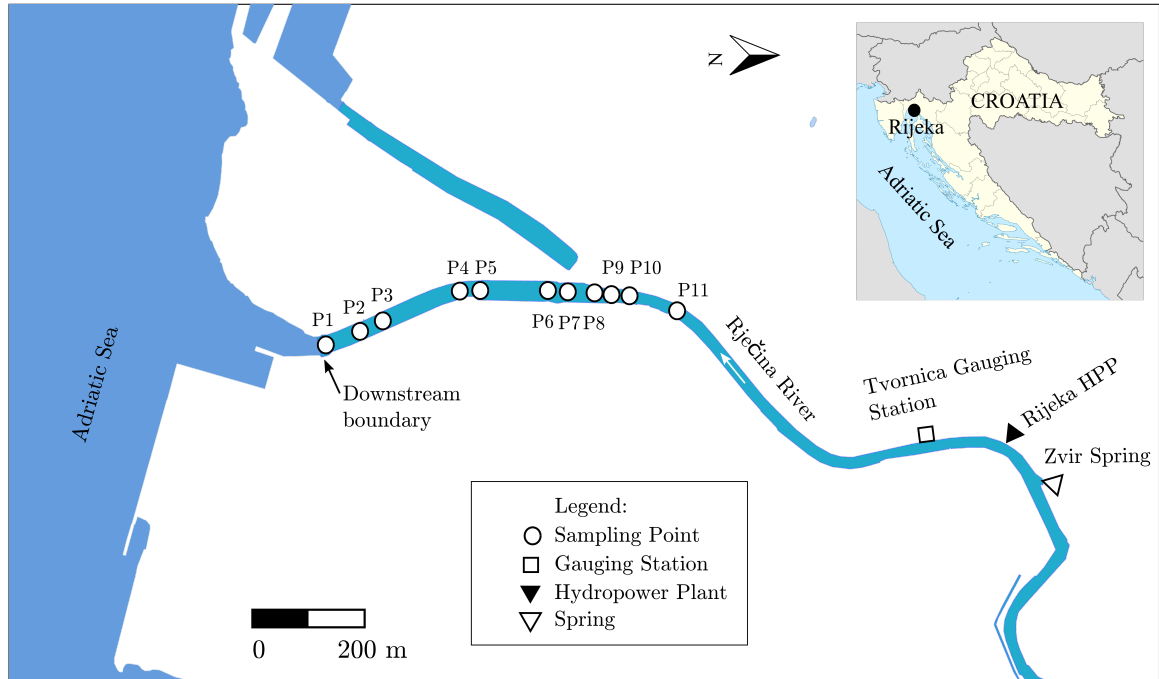 N
CROATIA
Rijeka
Adriatic Sea
P4 P5
P9 P10
P3
P2
P1
P11
P6 P7 P8
Adriatic Sea
Downstream
boundary
Rječina River
Tvornica Gauging
Station
Rijeka HPP
Zvir Spring
Legend:
Sampling Point
Gauging Station
Hydropower Plant
Spring
0 200 m